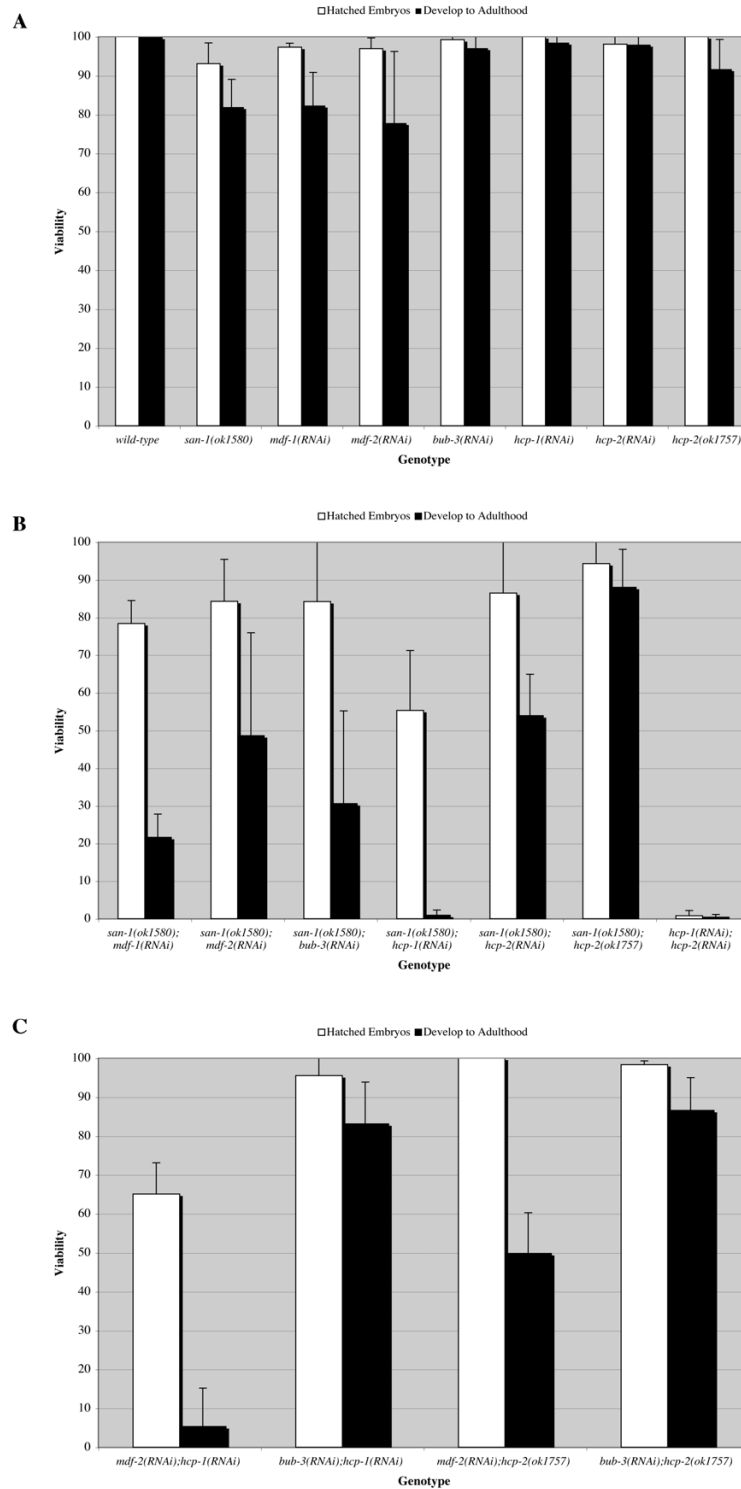 A
Hatched Embryos Develop to Adulthood
100
90
80
70
60
50
40
30
20
10
0
Viability
wild-type san-1(ok1580) mdf-1(RNAi) mdf-2(RNAi) bub-3(RNAi) hcp-1(RNAi) hcp-2(RNAi) hcp-2(ok1757)
Genotype
B
Hatched Embryos Develop to Adulthood
100
90
80
70
60
50
40
30
20
10
0
Viability
san-1(ok1580); san-1(ok1580); san-1(ok1580); san-1(ok1580); san-1(ok1580); san-1(ok1580); hcp-1(RNAi);
mdf-1(RNAi) mdf-2(RNAi) bub-3(RNAi) hcp-1(RNAi) hcp-2(RNAi) hcp-2(ok1757) hcp-2(RNAi)
Genotype
C
Hatched Embryos Develop to Adulthood
100
90
80
70
60
50
40
30
20
10
0
Viability
mdf-2(RNAi);hcp-1(RNAi) bub-3(RNAi);hcp-1(RNAi) mdf-2(RNAi);hcp-2(ok1757) bub-3(RNAi);hcp-2(ok1757)
Genotype